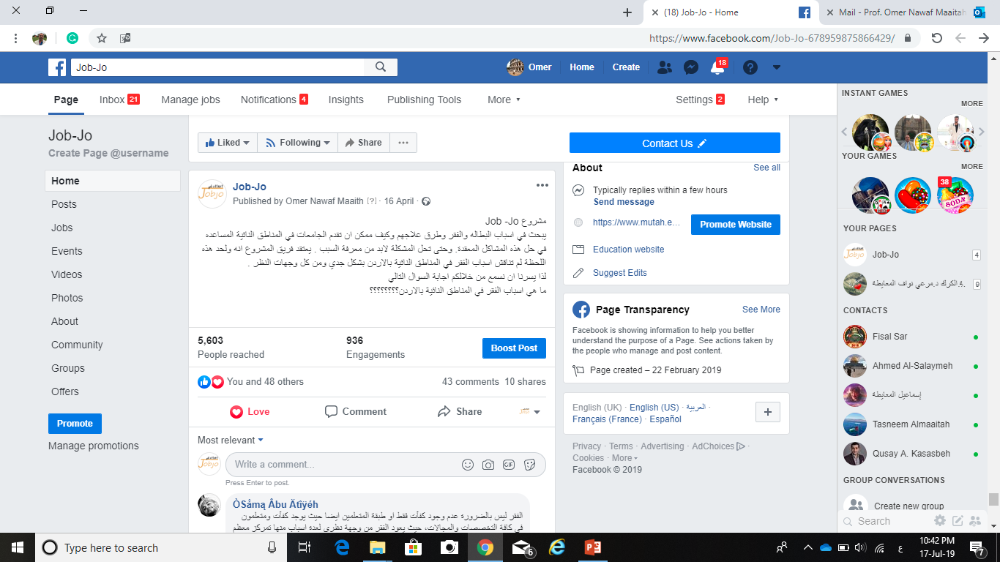 (18) Job-Jo - Home
Mail - Prof. Omer Nawaf Maaitah
https://www.facebook.com/Job-Jo-678959875866429/
Job-Jo
Omer
Home
Create
18
Page
Inbox 21
Manage jobs
Notifications 4
Insights
Publishing Tools
More
Settings 2
Help
Job-Jo
Create Page @username
Home
Posts
Jobs
Events
Videos
Photos
About
Community
Groups
Offers
Promote
Manage promotions
Liked
Following
Share
Contact Us
Job-Jo
Published by Omer Nawaf Maaith [?] · 16 April ·
مشروع Job -Jo
يبحث في اسباب البطاله والفقر وطرق علاجهم وكيف ممكن ان تقدم الجامعات في المناطق النائية المساعده
في حل هذه المشاكل المعقدة. وحتى تحل المشكلة لابد من معرفة السبب . يعتقد فريق المشروع انه ولحد هذه
اللحظة لم تناقش اسباب الفقر في المناطق النائية بالاردن بشكل جدي ومن كل وجهات النظر .
لذا يسرنا ان نسمع من خلالكم اجابة السوال التالي
ما هي اسباب الفقر في المناطق النائية بالاردن؟؟؟؟؟؟؟؟؟
5,603
People reached
936
Engagements
Boost Post
You and 48 others
43 comments 10 shares
Love
Comment
Share
Most relevant
Jobjo
Write a comment...
GIF
Press Enter to post.
ÒSåmą Âbu Ätîÿéh
الفقر ليس بالضرورة عدم وجود كفآت فقط او طبقة المتعلمين ايضا حيث يوجد كفآت ومتعلمون
في كافة التخصصات والمجالات، حيث يعود الفقر من وجهة نظري لعدة اسباب منها تمركز معظم
About
See all
Typically replies within a few hours
Send message
https://www.mutah.e...
Promote Website
Education website
Suggest Edits
Page Transparency
See More
Facebook is showing information to help you better
understand the purpose of a Page. See actions taken by
the people who manage and post content.
Page created – 22 February 2019
English (UK) · English (US) · العربية ·
Français (France) · Español
Privacy · Terms · Advertising · AdChoices ·
Cookies · More
Facebook © 2019
INSTANT GAMES
MORE
YOUR GAMES
MORE
38
SODA
YOUR PAGES
Job-Jo
4
الكرك د.مرعي نواف المعايطة
9
CONTACTS
Fisal Sar
Ahmed Al-Salaymeh
إسماعيل المعايطة
Tasneem Almaaitah
Qusay A. Kasasbeh
GROUP CONVERSATIONS
Create new group
Search
Type here to search
6
ع
10:42 PM
17-Jul-19
7